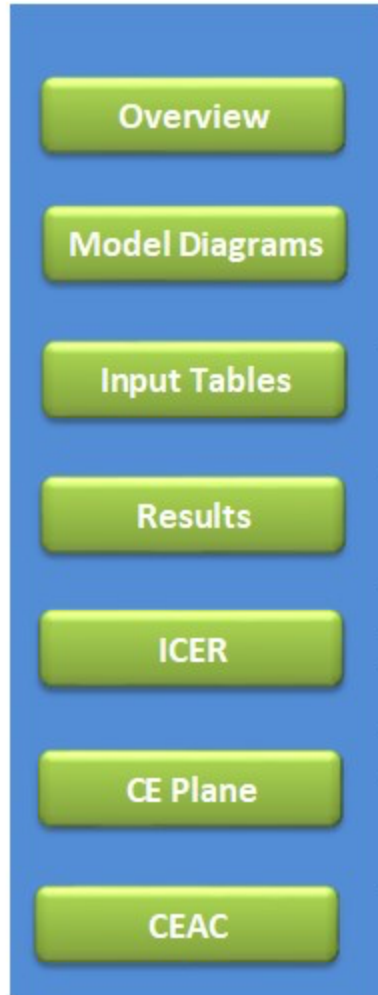 Overview
Model Diagrams
Input Tables
Results
ICER
CE Plane
CEAC